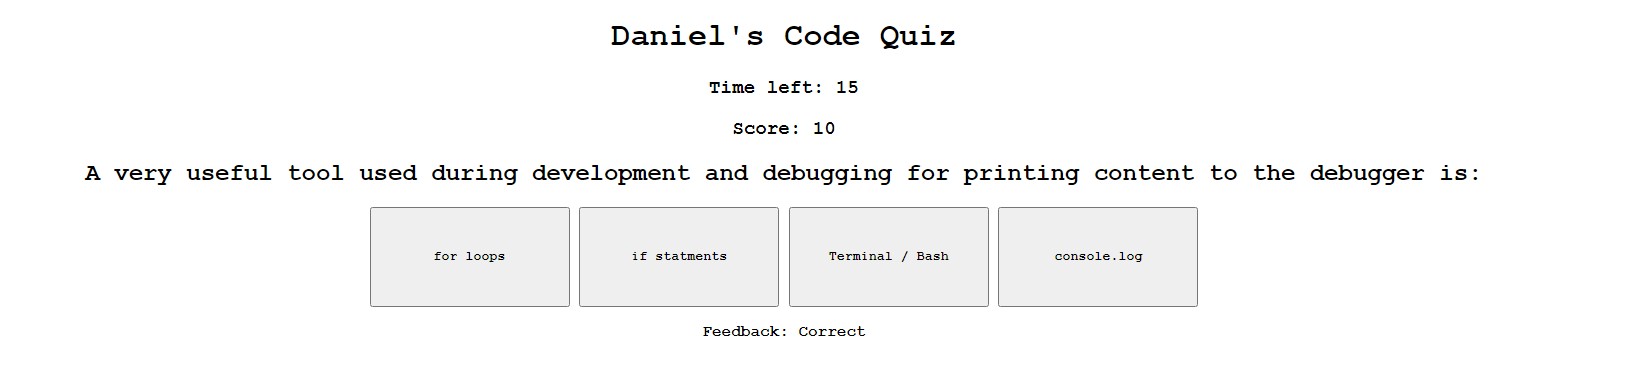 Daniel's Code Quiz
Time left: 15
Score: 10
A very useful tool used during development and debugging for printing content to the debugger is:
for loops
if statments
Terminal / Bash
console.log
Feedback: Correct